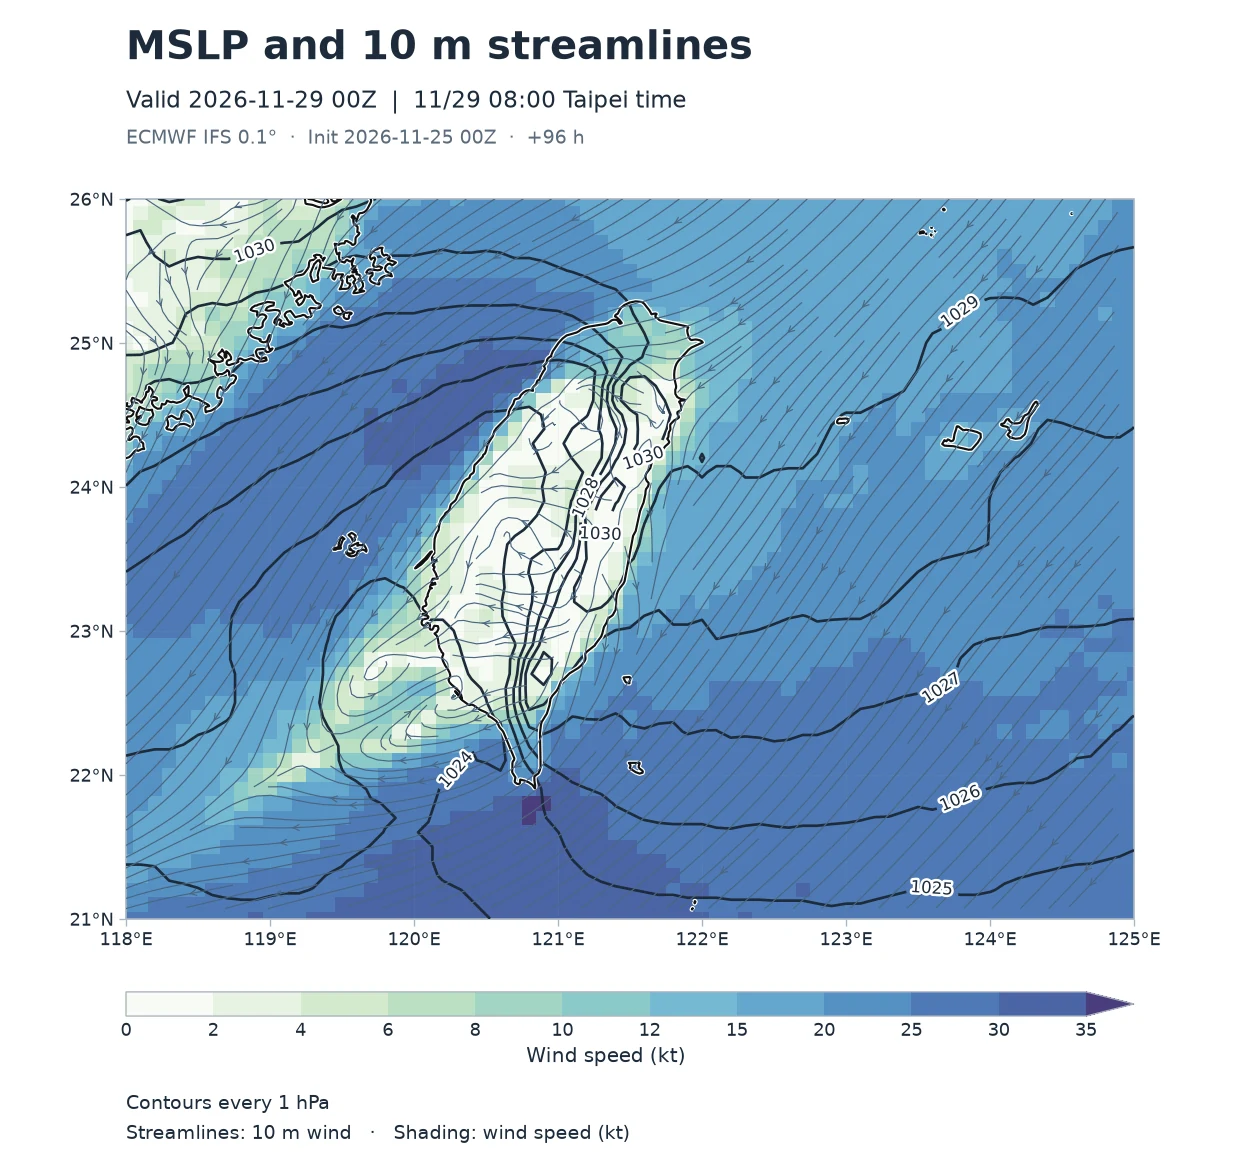 MSLP and 10 m streamlines
Valid 2026-11-29 00Z | 11/29 08:00 Taipei time
ECMWF IFS 0.1° · Init 2026-11-25 00Z · +96 h
26°N
1030
1029
25°N
1030
24°N
1028
1030
23°N
1027
22°N
1024
1026
1025
21°N
118°E 119°E 120°E 121°E 122°E 123°E 124°E 125°E
0 2 4 6 8 10 12 15 20 25 30 35
Wind speed (kt)
Contours every 1 hPa
Streamlines: 10 m wind · Shading: wind speed (kt)